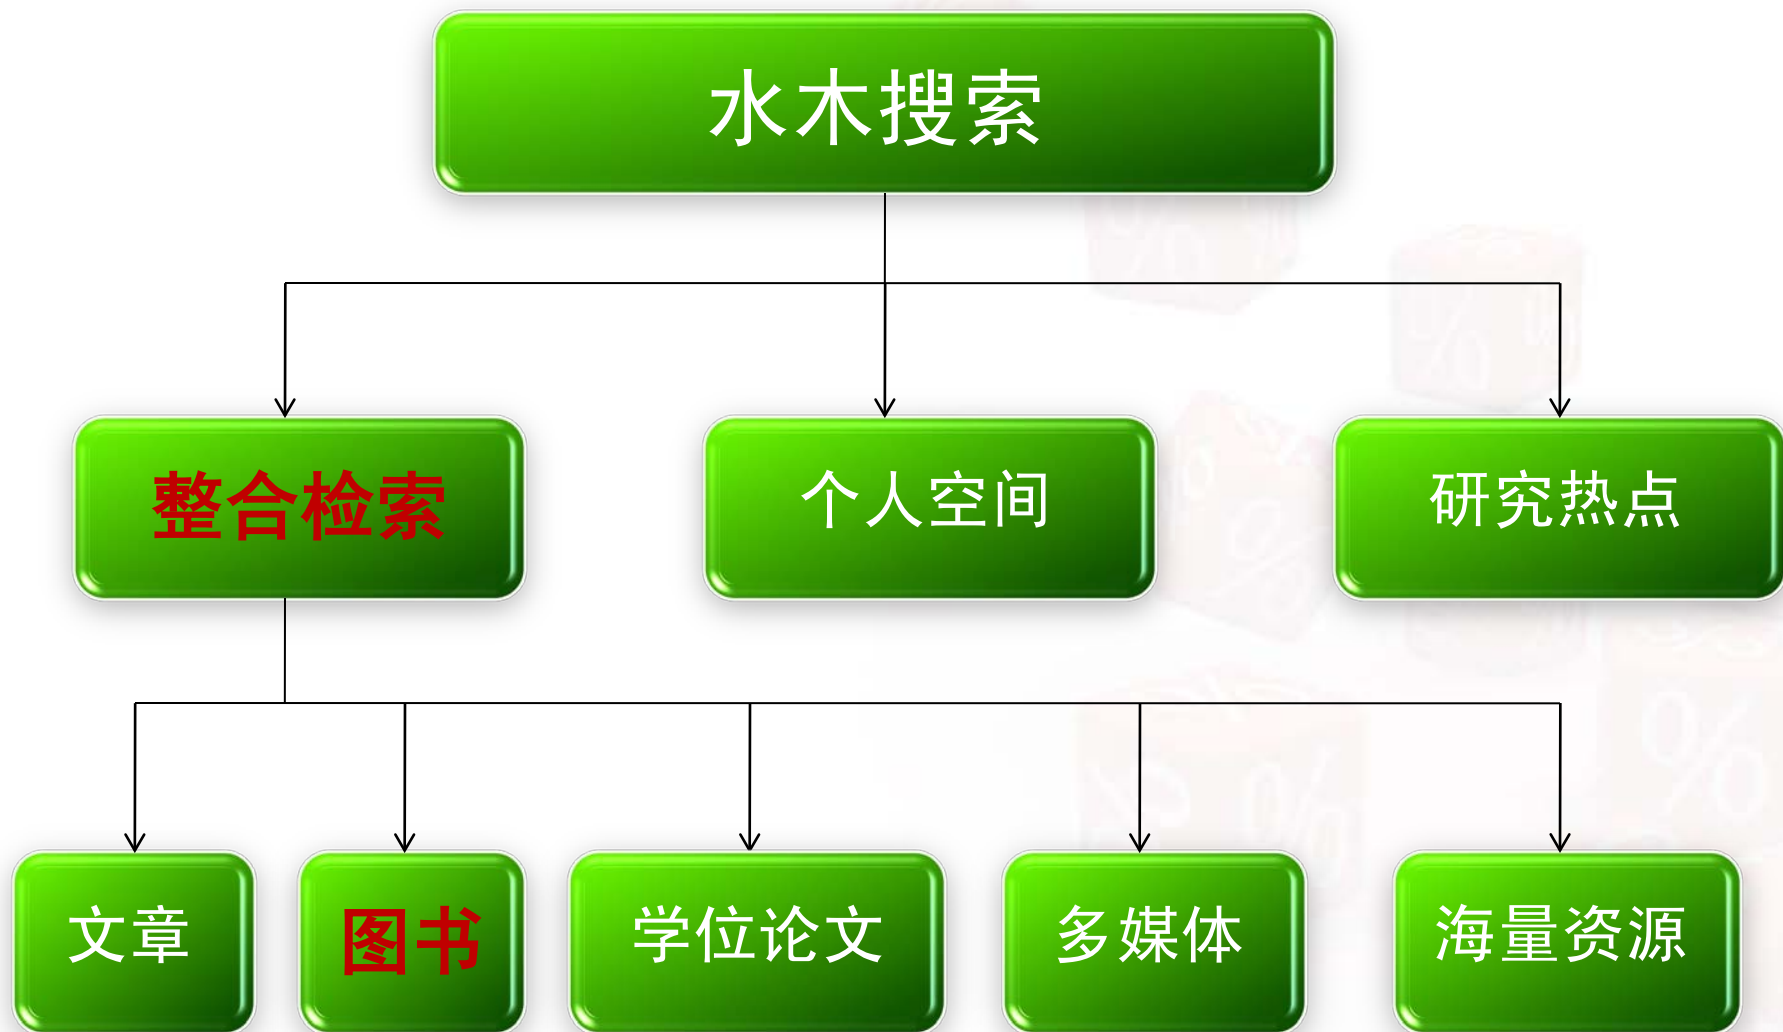 水木搜索
整合检索
个人空间
研究热点
文章
图书
学位论文
多媒体
海量资源